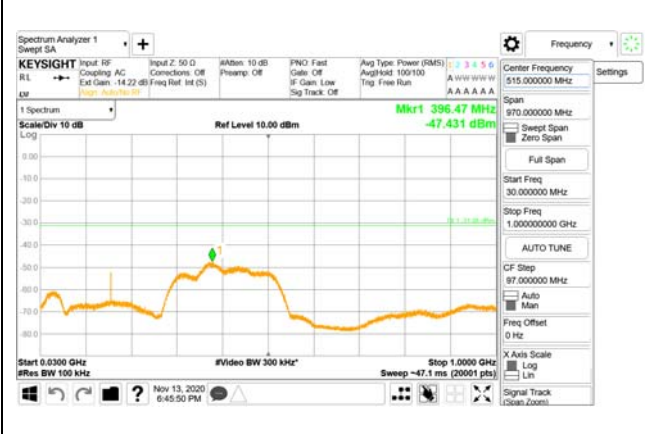 Spectrum Analyzer 1
Swept SA
Frequency
KEYSIGHT
RL
Input: RF
Coupling: AC
Ext Gain: -14.22 dB
Align: Auto/No RF
Input Z: 50 Ω
Corrections: Off
Freq Ref: Int (S)
#Atten: 10 dB
Preamp: Off
PNO: Fast
Gate: Off
IF Gain: Low
Sig Track: Off
Avg Type: Power (RMS)
Avg|Hold: 100/100
Trig: Free Run
1 2 3 4 5 6
A W W W W W
A A A A A A
1 Spectrum
Scale/Div 10 dB
Ref Level 10.00 dBm
Mkr1 396.47 MHz
-47.431 dBm
Log
0.00
-10.0
-20.0
-30.0
-40.0
-50.0
-60.0
-70.0
-80.0
1
Start 0.0300 GHz
#Res BW 100 kHz
#Video BW 300 kHz*
Stop 1.0000 GHz
Sweep ~47.1 ms (20001 pts)
Nov 13, 2020
6:45:50 PM
Center Frequency
515.000000 MHz
Settings
Span
970.000000 MHz
Swept Span
Zero Span
Full Span
Start Freq
30.000000 MHz
Stop Freq
1.000000000 GHz
AUTO TUNE
CF Step
97.000000 MHz
Auto
Man
Freq Offset
0 Hz
X Axis Scale
Log
Lin
Signal Track
(Span Zoom)